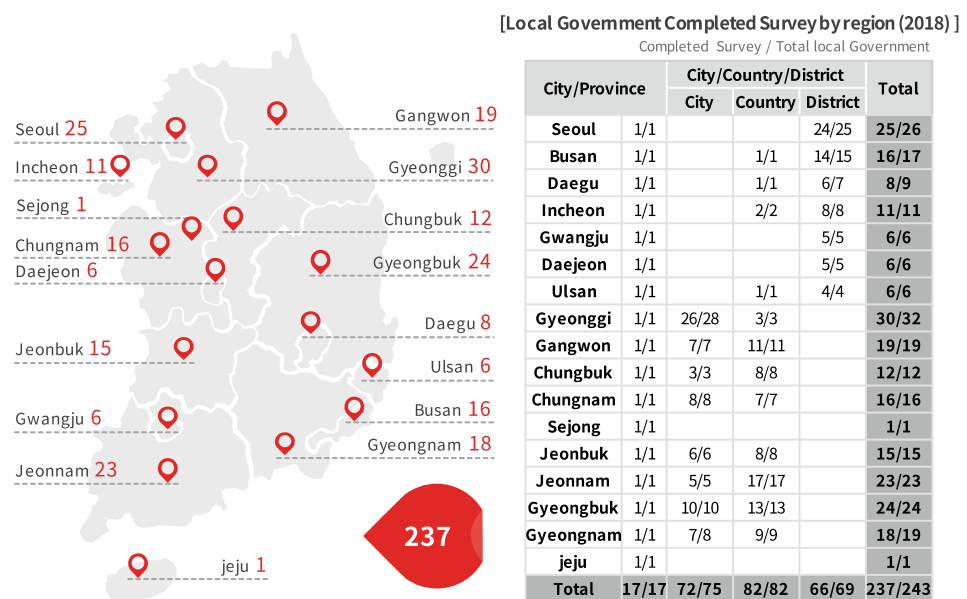 [Local Government Completed Survey by region (2018) ]
Completed Survey / Total local Government
Seoul 25
Incheon 11
Sejong 1
Chungnam 16
Daejeon 6
Jeonbuk 15
Gwangju 6
Jeonnam 23
jeju 1
Gangwon 19
Gyeonggi 30
Chungbuk 12
Gyeongbuk 24
Daegu 8
Ulsan 6
Busan 16
Gyeongnam 18
237
City/Province City/Country/District Total
City Country District
Seoul 1/1 24/25 25/26
Busan 1/1 1/1 14/15 16/17
Daegu 1/1 1/1 6/7 8/9
Incheon 1/1 2/2 8/8 11/11
Gwangju 1/1 5/5 6/6
Daejeon 1/1 5/5 6/6
Ulsan 1/1 1/1 4/4 6/6
Gyeonggi 1/1 26/28 3/3 30/32
Gangwon 1/1 7/7 11/11 19/19
Chungbuk 1/1 3/3 8/8 12/12
Chungnam 1/1 8/8 7/7 16/16
Sejong 1/1 1/1
Jeonbuk 1/1 6/6 8/8 15/15
Jeonnam 1/1 5/5 17/17 23/23
Gyeongbuk 1/1 10/10 13/13 24/24
Gyeongnam 1/1 7/8 9/9 18/19
jeju 1/1 1/1
Total 17/17 72/75 82/82 66/69 237/243